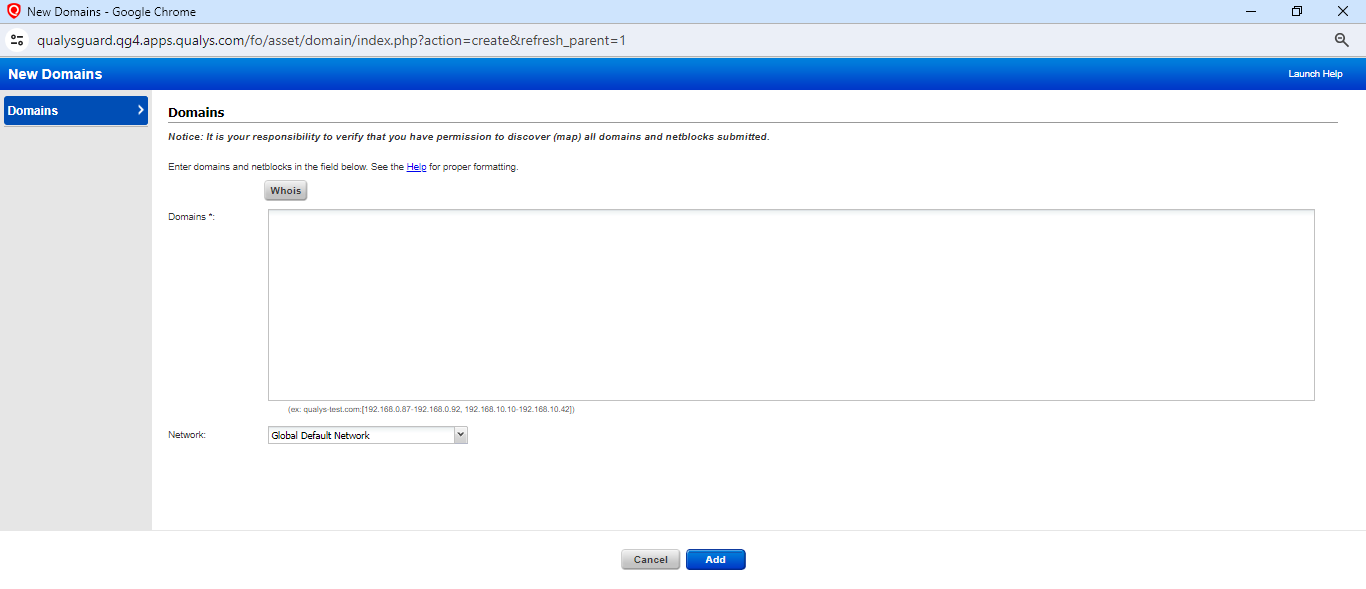 New Domains - Google Chrome
qualysguard.qg4.apps.qualys.com/fo/asset/domain/index.php?action=create&refresh_parent=1
New Domains
Launch Help
Domains
Domains
Notice: It is your responsibility to verify that you have permission to discover (map) all domains and netblocks submitted.
Enter domains and netblocks in the field below. See the Help for proper formatting.
Whois
Domains *:
(ex: qualys-test.com:[192.168.0.87-192.168.0.92, 192.168.10.10-192.168.10.42])
Network:
Global Default Network
Cancel
Add